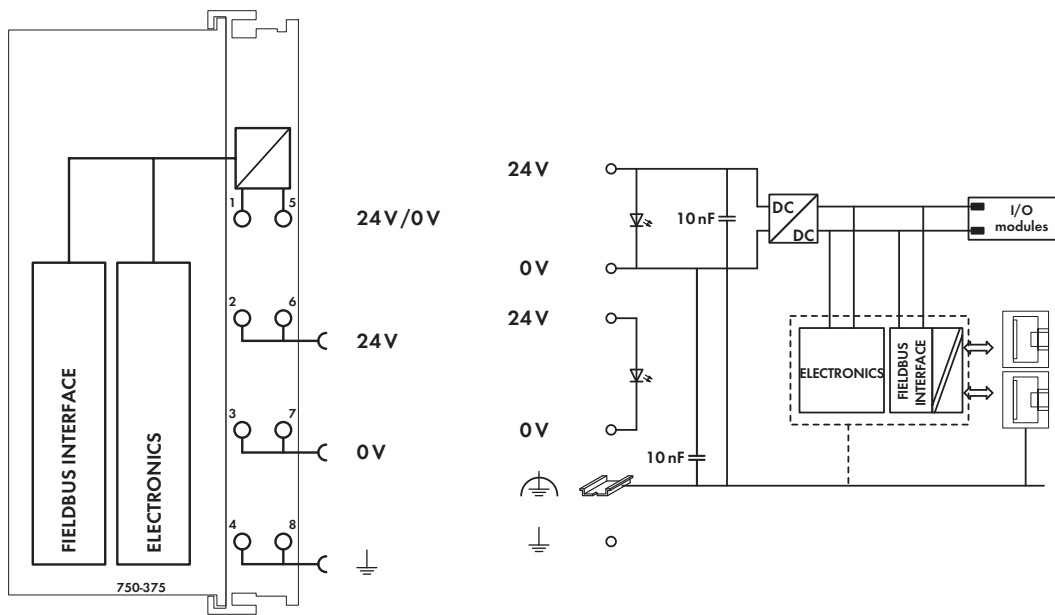 1
5
24V/0V
2
6
24V
3
7
0V
4
8
FIELDBUS INTERFACE
ELECTRONICS
750-375
24V
10nF
DC
DC
I/O
modules
0V
24V
ELECTRONICS
FIELDBUS
INTERFACE
0V
10nF